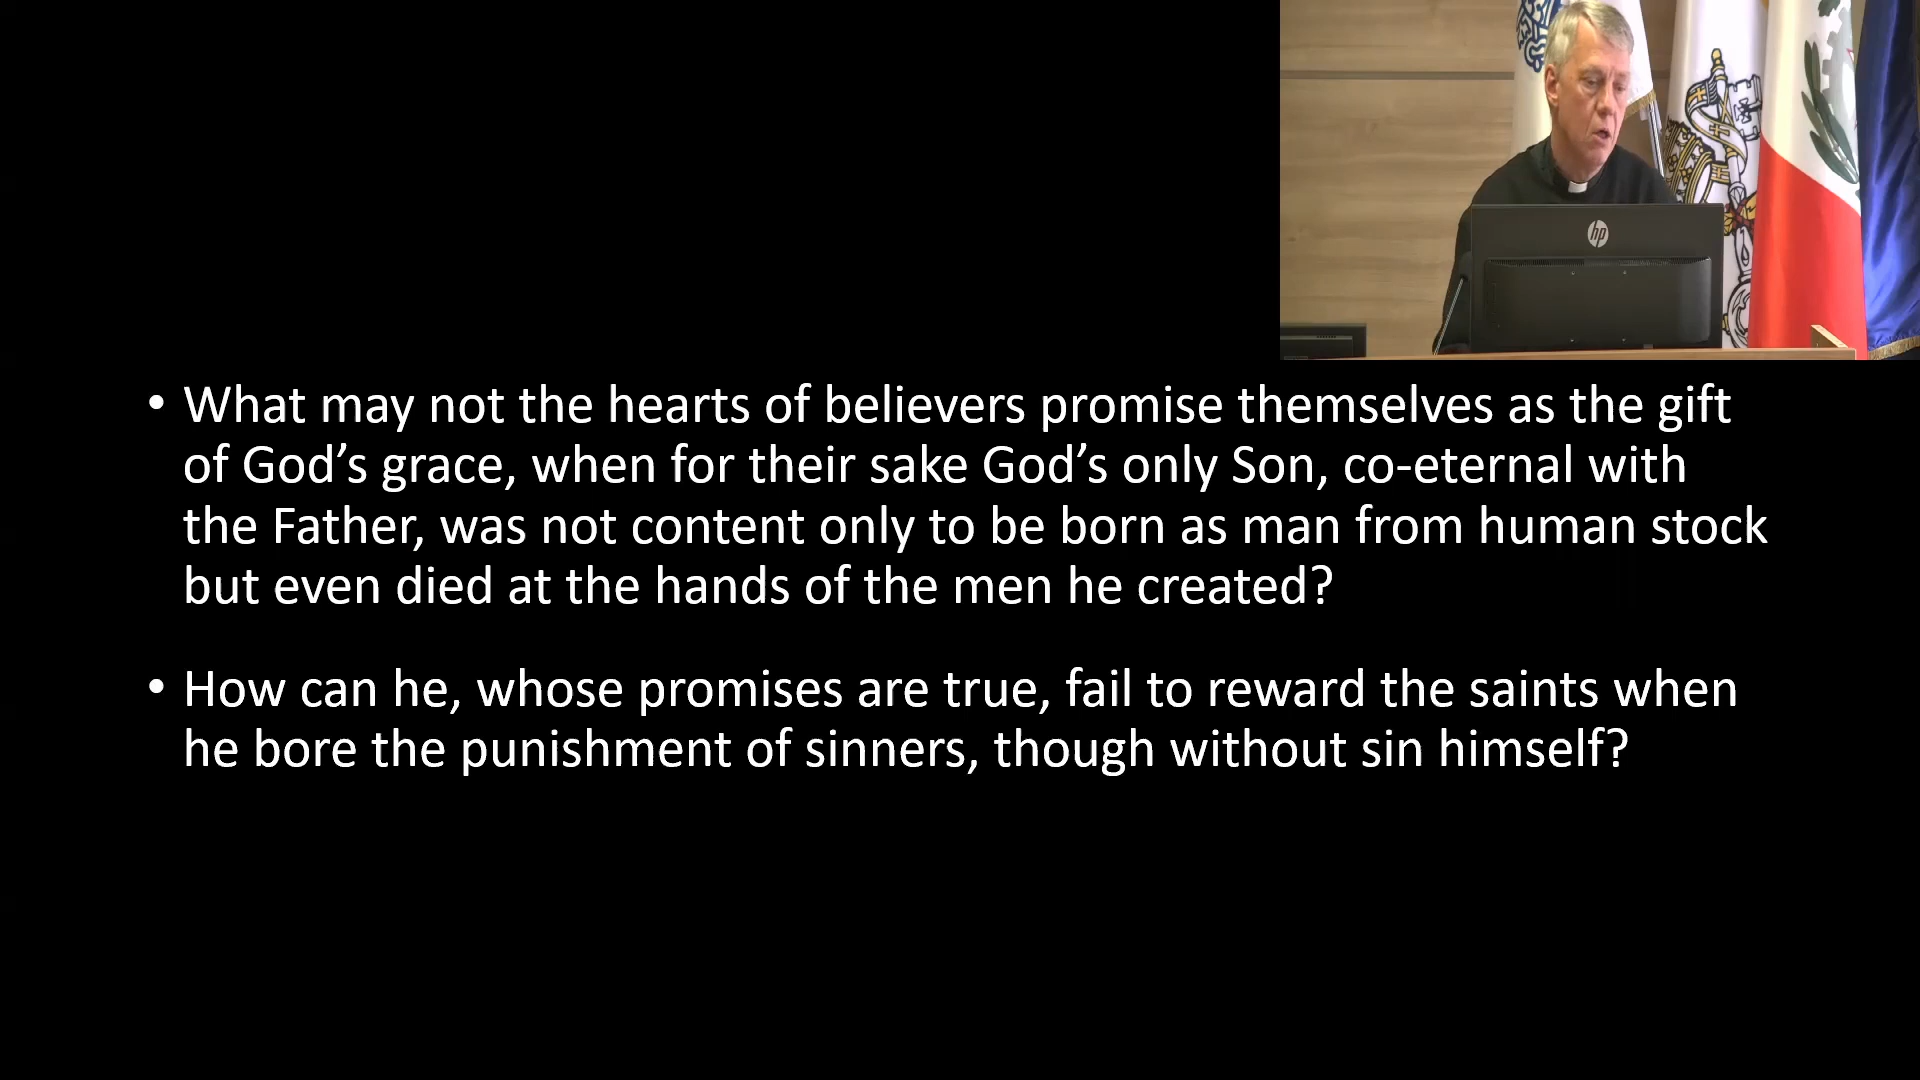 hp
• What may not the hearts of believers promise themselves as the gift
of God’s grace, when for their sake God’s only Son, co-eternal with
the Father, was not content only to be born as man from human stock
but even died at the hands of the men he created?
• How can he, whose promises are true, fail to reward the saints when
he bore the punishment of sinners, though without sin himself?